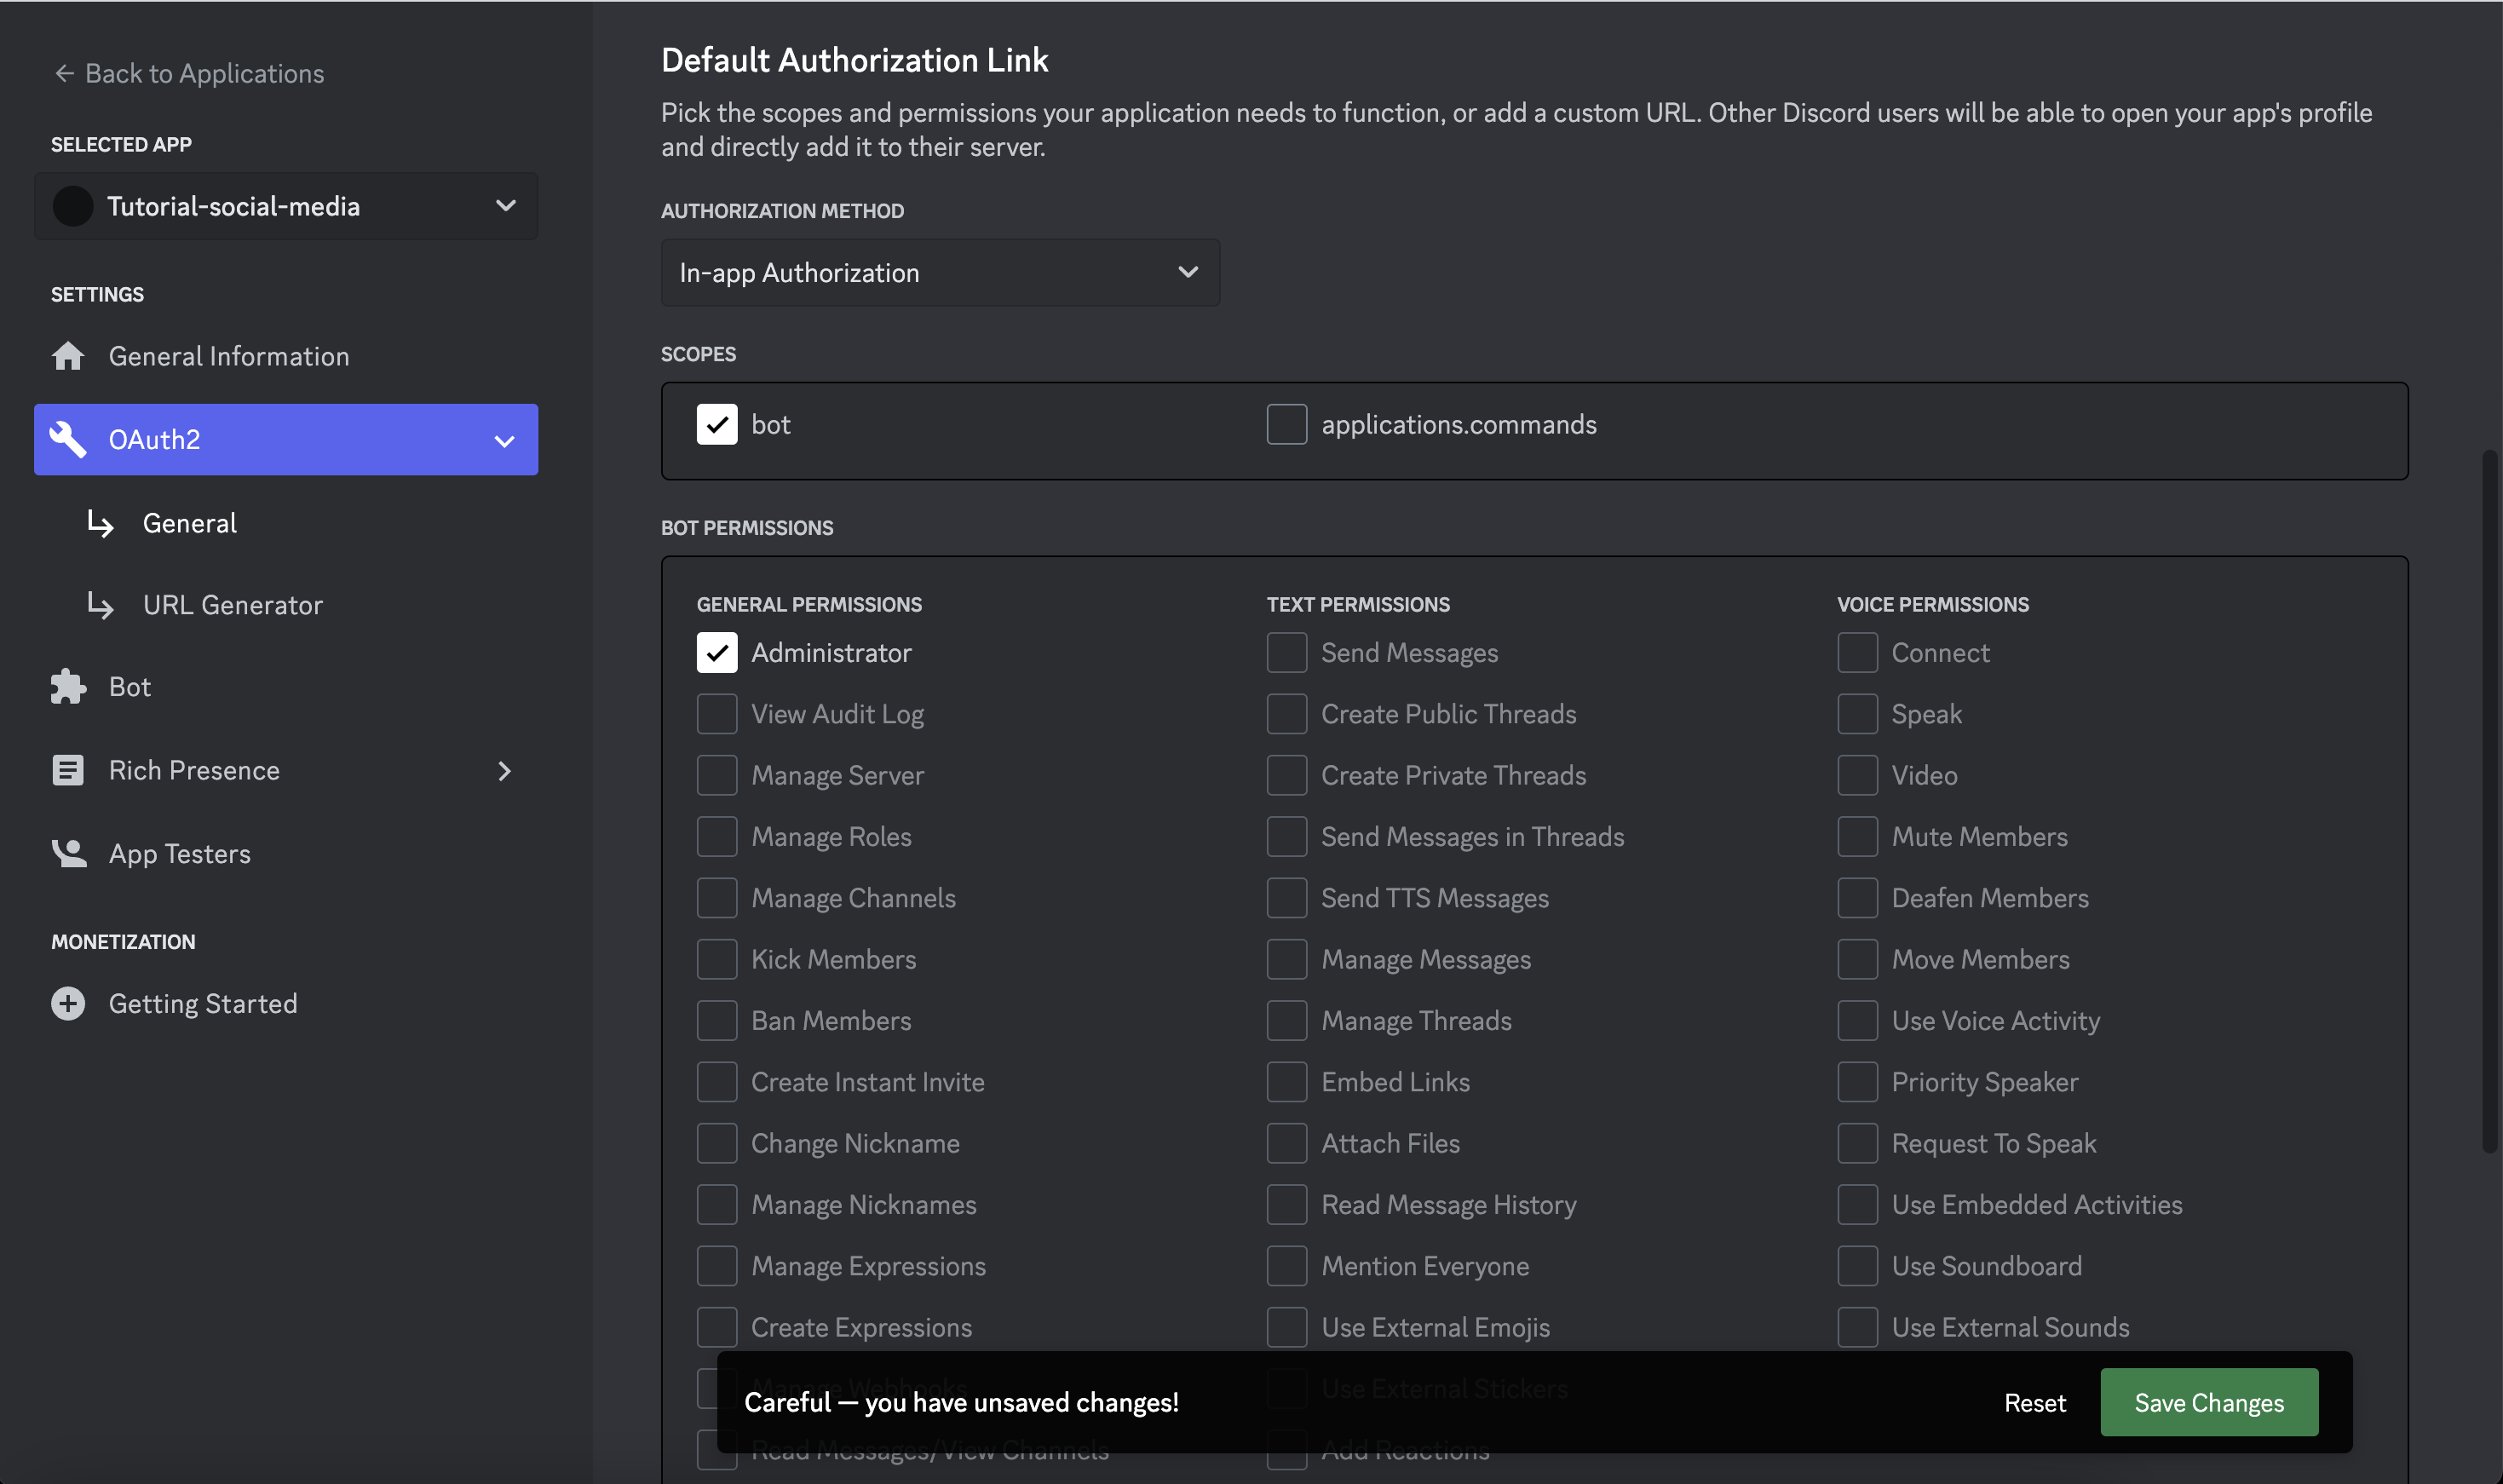 Back to Applications
SELECTED APP
Tutorial-social-media
SETTINGS
General Information
OAuth2
General
URL Generator
Bot
Rich Presence
App Testers
MONETIZATION
Getting Started
Default Authorization Link
Pick the scopes and permissions your application needs to function, or add a custom URL. Other Discord users will be able to open your app's profile
and directly add it to their server.
AUTHORIZATION METHOD
In-app Authorization
SCOPES
bot
applications.commands
BOT PERMISSIONS
GENERAL PERMISSIONS
Administrator
View Audit Log
Manage Server
Manage Roles
Manage Channels
Kick Members
Ban Members
Create Instant Invite
Change Nickname
Manage Nicknames
Manage Expressions
Create Expressions
Manage Webhooks
Read Messages/View Channels
TEXT PERMISSIONS
Send Messages
Create Public Threads
Create Private Threads
Send Messages in Threads
Send TTS Messages
Manage Messages
Manage Threads
Embed Links
Attach Files
Read Message History
Mention Everyone
Use External Emojis
Use External Stickers
Add Reactions
VOICE PERMISSIONS
Connect
Speak
Video
Mute Members
Deafen Members
Move Members
Use Voice Activity
Priority Speaker
Request To Speak
Use Embedded Activities
Use Soundboard
Use External Sounds
Careful — you have unsaved changes!
Reset
Save Changes